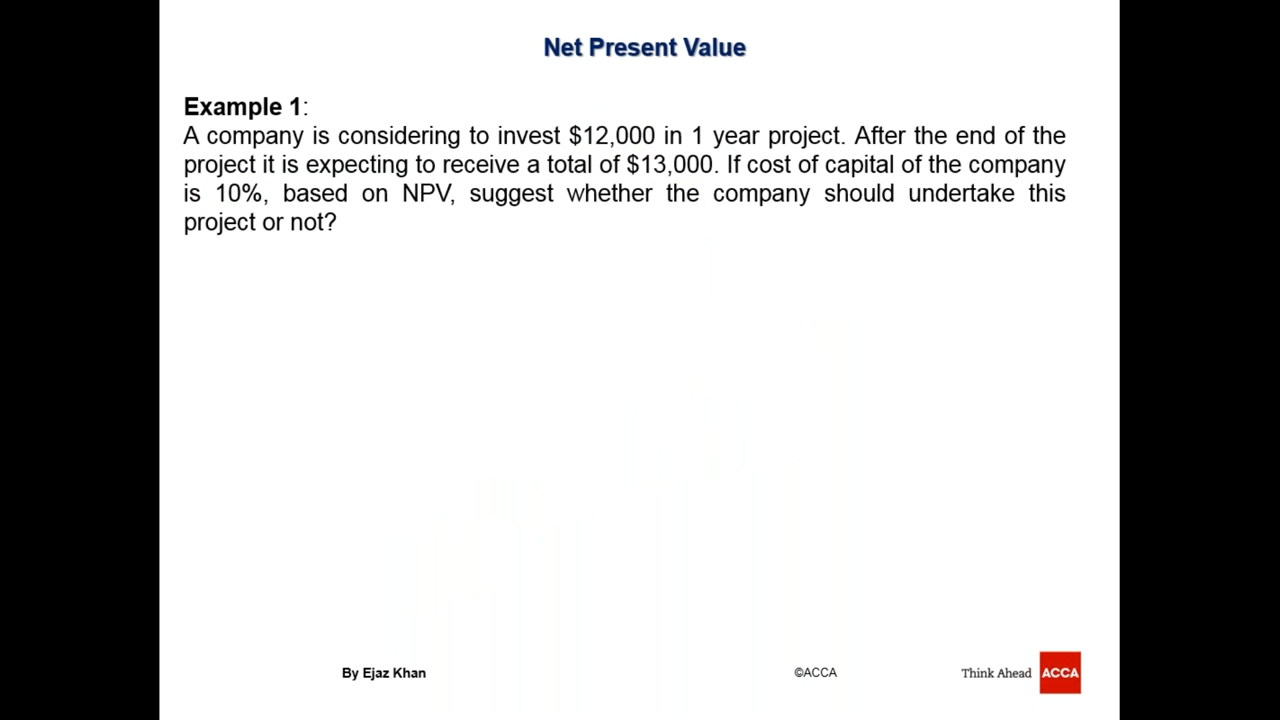 Net Present Value
Example 1:
A company is considering to invest $12,000 in 1 year project. After the end of the
project it is expecting to receive a total of $13,000. If cost of capital of the company
is 10%, based on NPV, suggest whether the company should undertake this
project or not?
By Ejaz Khan
©ACCA
Think Ahead
ACCA